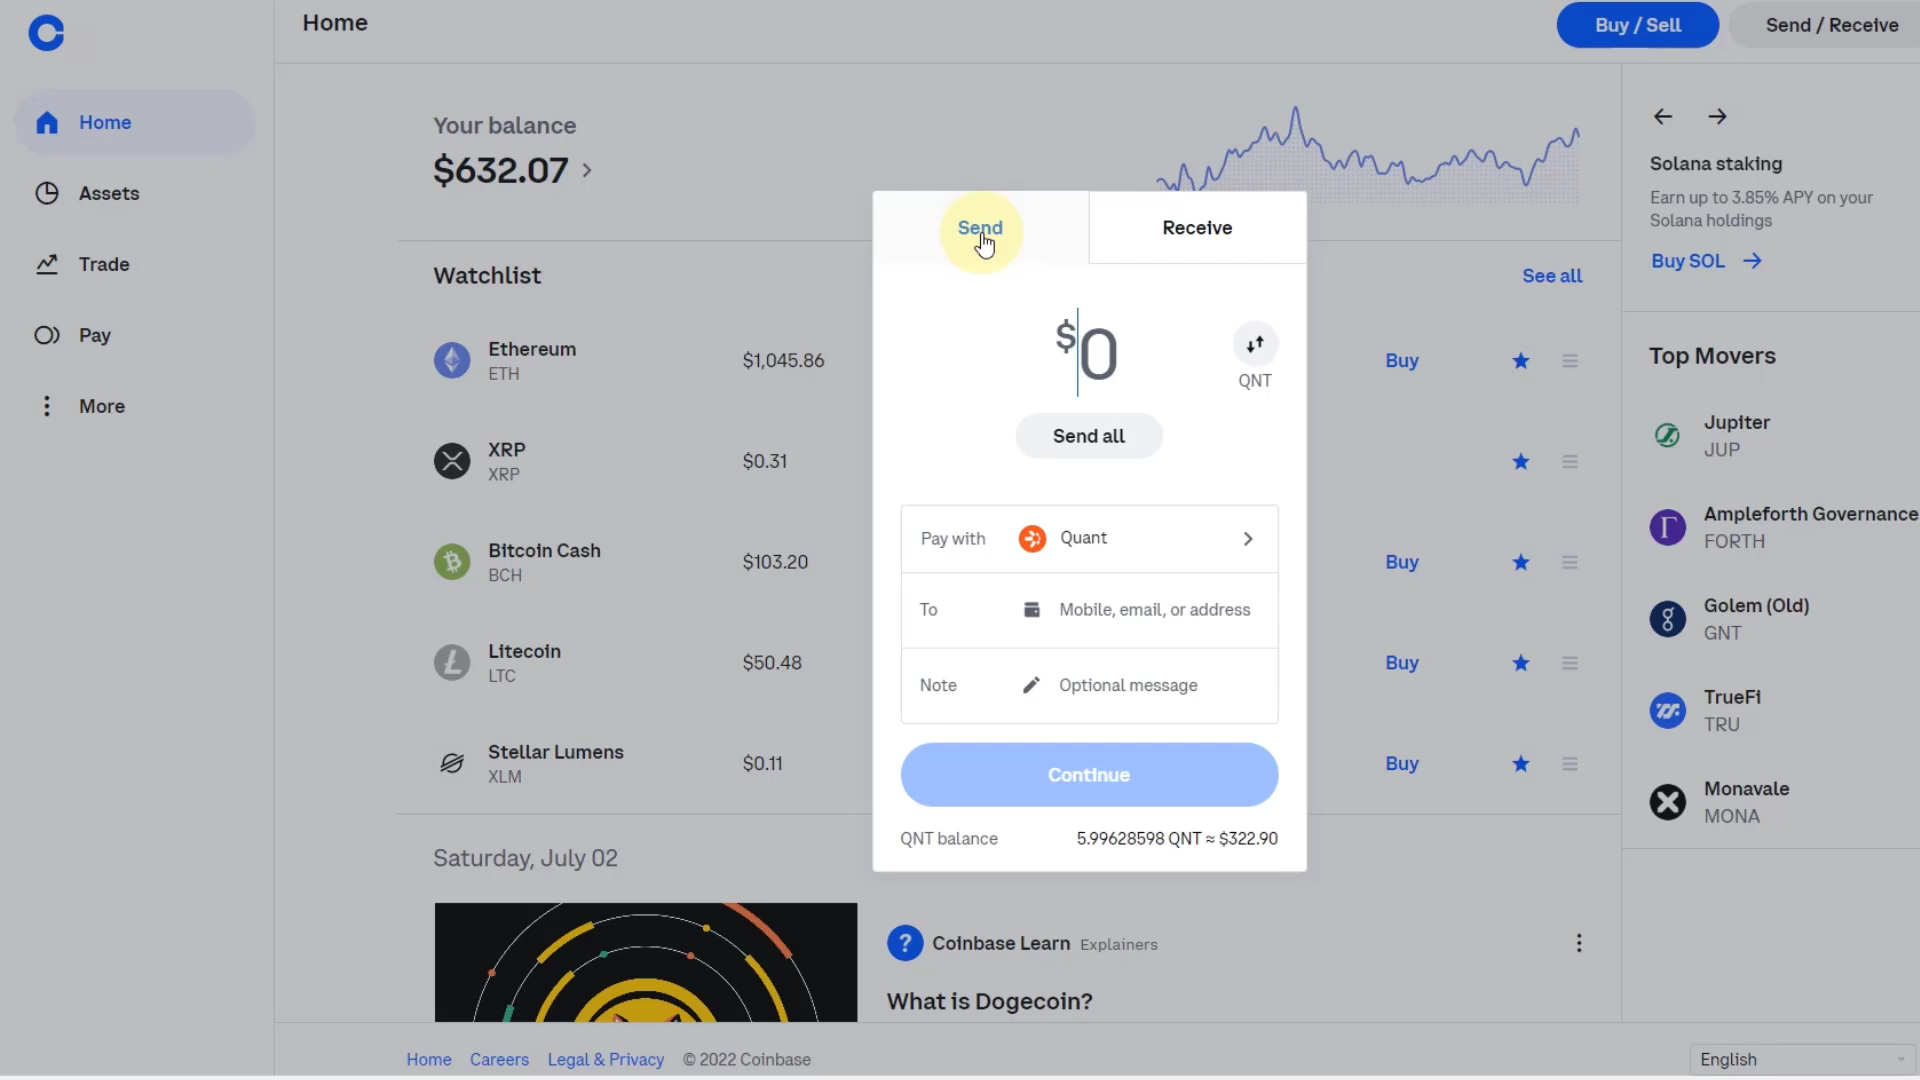 Home
Buy / Sell
Send / Receive
Home
Assets
Trade
Pay
More
Your balance
$632.07
Watchlist
See all
Ethereum
ETH
$1,045.86
Buy
XRP
XRP
$0.31
Bitcoin Cash
BCH
$103.20
Buy
Litecoin
LTC
$50.48
Buy
Stellar Lumens
XLM
$0.11
Buy
Send
Receive
$0
QNT
Send all
Pay with
Quant
To
Mobile, email, or address
Note
Optional message
Continue
QNT balance
5.99628598 QNT ≈ $322.90
Solana staking
Earn up to 3.85% APY on your
Solana holdings
Buy SOL
Top Movers
Jupiter
JUP
Ampleforth Governance
FORTH
Golem (Old)
GNT
TrueFi
TRU
Monavale
MONA
Saturday, July 02
Coinbase Learn Explainers
What is Dogecoin?
Home Careers Legal & Privacy © 2022 Coinbase
English